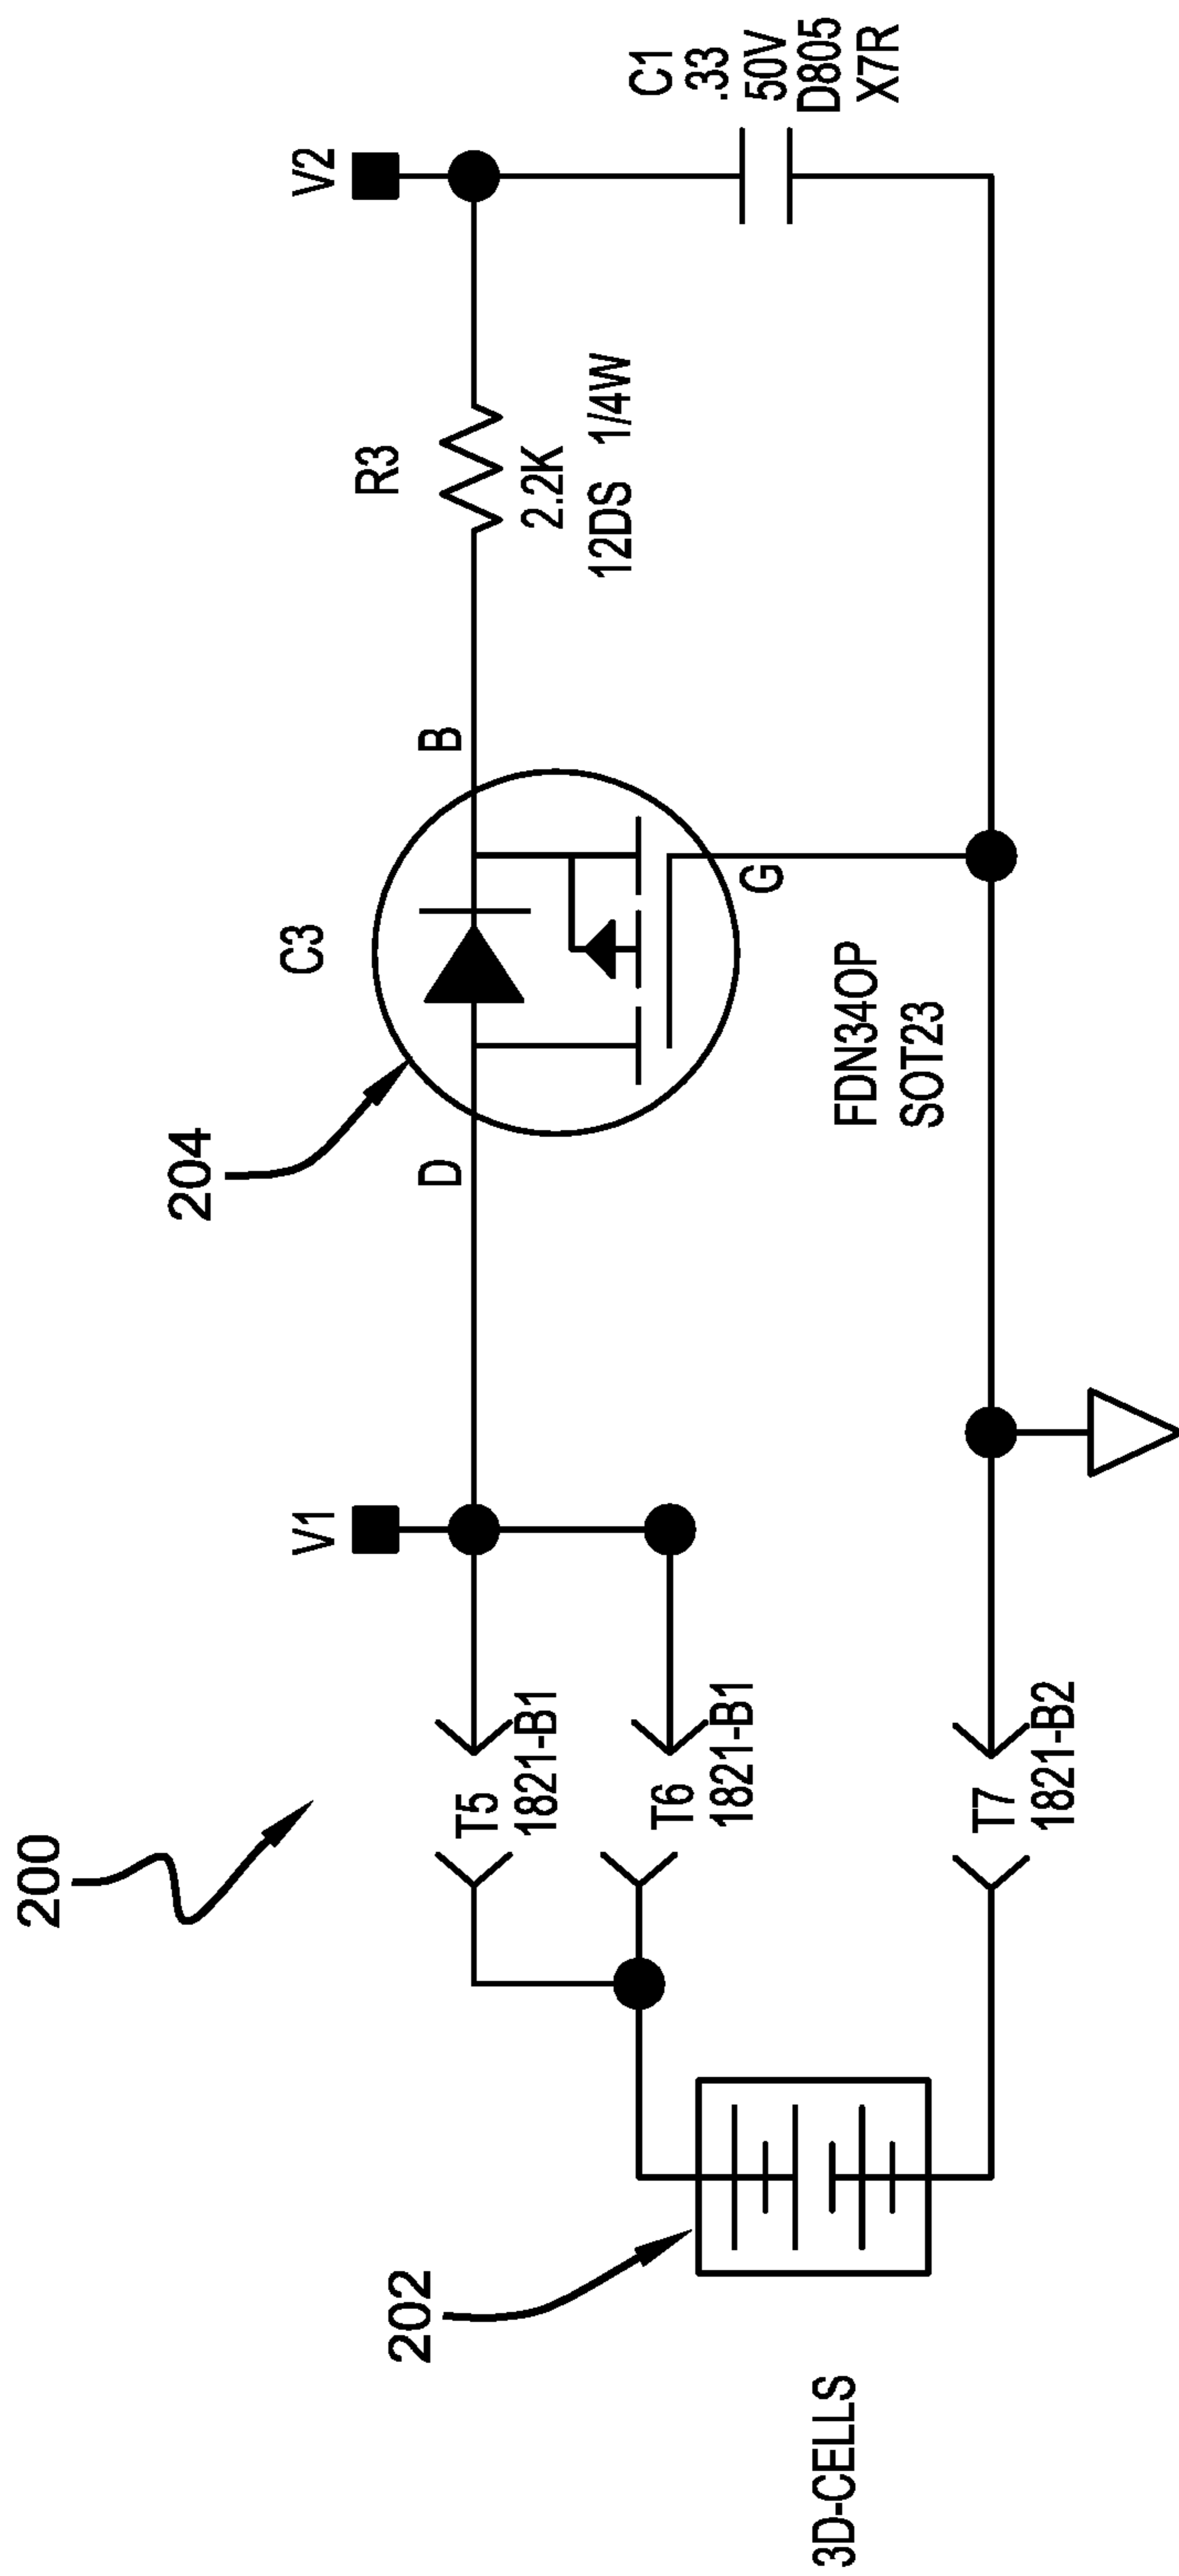 200
204
202
V1
V2
C3
D
B
G
R3
2.2K
12DS 1/4W
C1
.33
50V
D805
X7R
FDN34OP
SOT23
T5
1821-B1
T6
1821-B1
T7
1821-B2
3D-CELLS